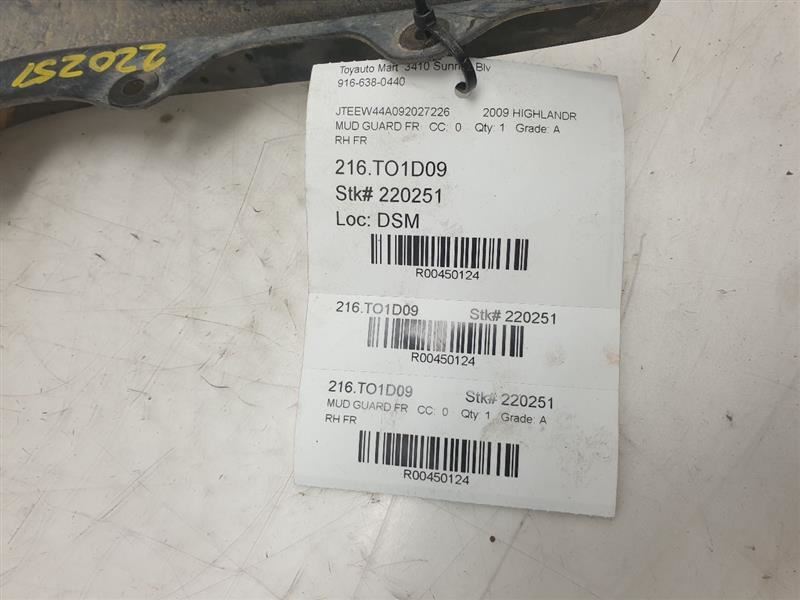 220251
Toyauto Mart 3410 Blv
916-638-0440
JTEEW44A092027226 2009 HIGHLANDR
MUD GUARD FR CC: 0 Qty: 1 Grade: A
RH FR
216.TO1D09
Stk# 220251
Loc: DSM
R00450124
216.TO1D09 Stk# 220251
R00450124
216.TO1D09 Stk# 220251
MUD GUARD FR CC: 0 Qty: 1 Grade: A
RH FR
R00450124